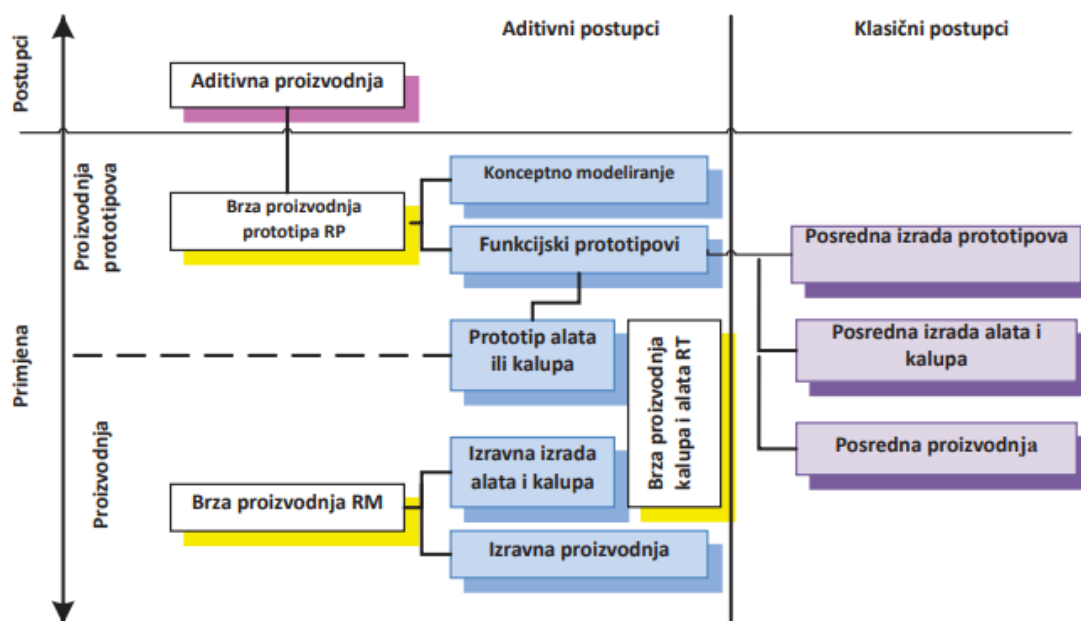 Aditivni postupci
Klasični postupci
Postupci
Aditivna proizvodnja
Proizvodnja
prototipova
Brza proizvodnja
prototipa RP
Konceptno modeliranje
Funkcijski prototipovi
Posredna izrada prototipova
Primjena
Prototip alata
ili kalupa
Brza proizvodnja
kalupa i alata RT
Posredna izrada alata i
kalupa
Proizvodnja
Brza proizvodnja RM
Izravna izrada
alata i kalupa
Posredna proizvodnja
Izravna proizvodnja